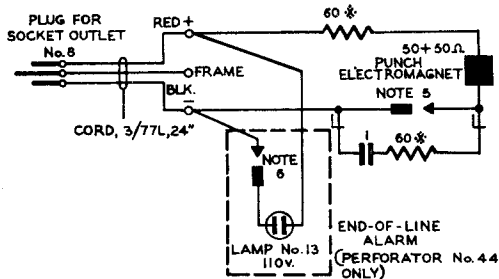 PLUG FOR
SOCKET OUTLET
No. 8
RED +
FRAME
BLK.
–
CORD, 3/77L, 24"
60 ※
50+50Ω
PUNCH
ELECTROMAGNET
NOTE 5
1
60 ※
NOTE
6
LAMP No. 13
110v.
END-OF-LINE
ALARM
(PERFORATOR No. 44
ONLY)